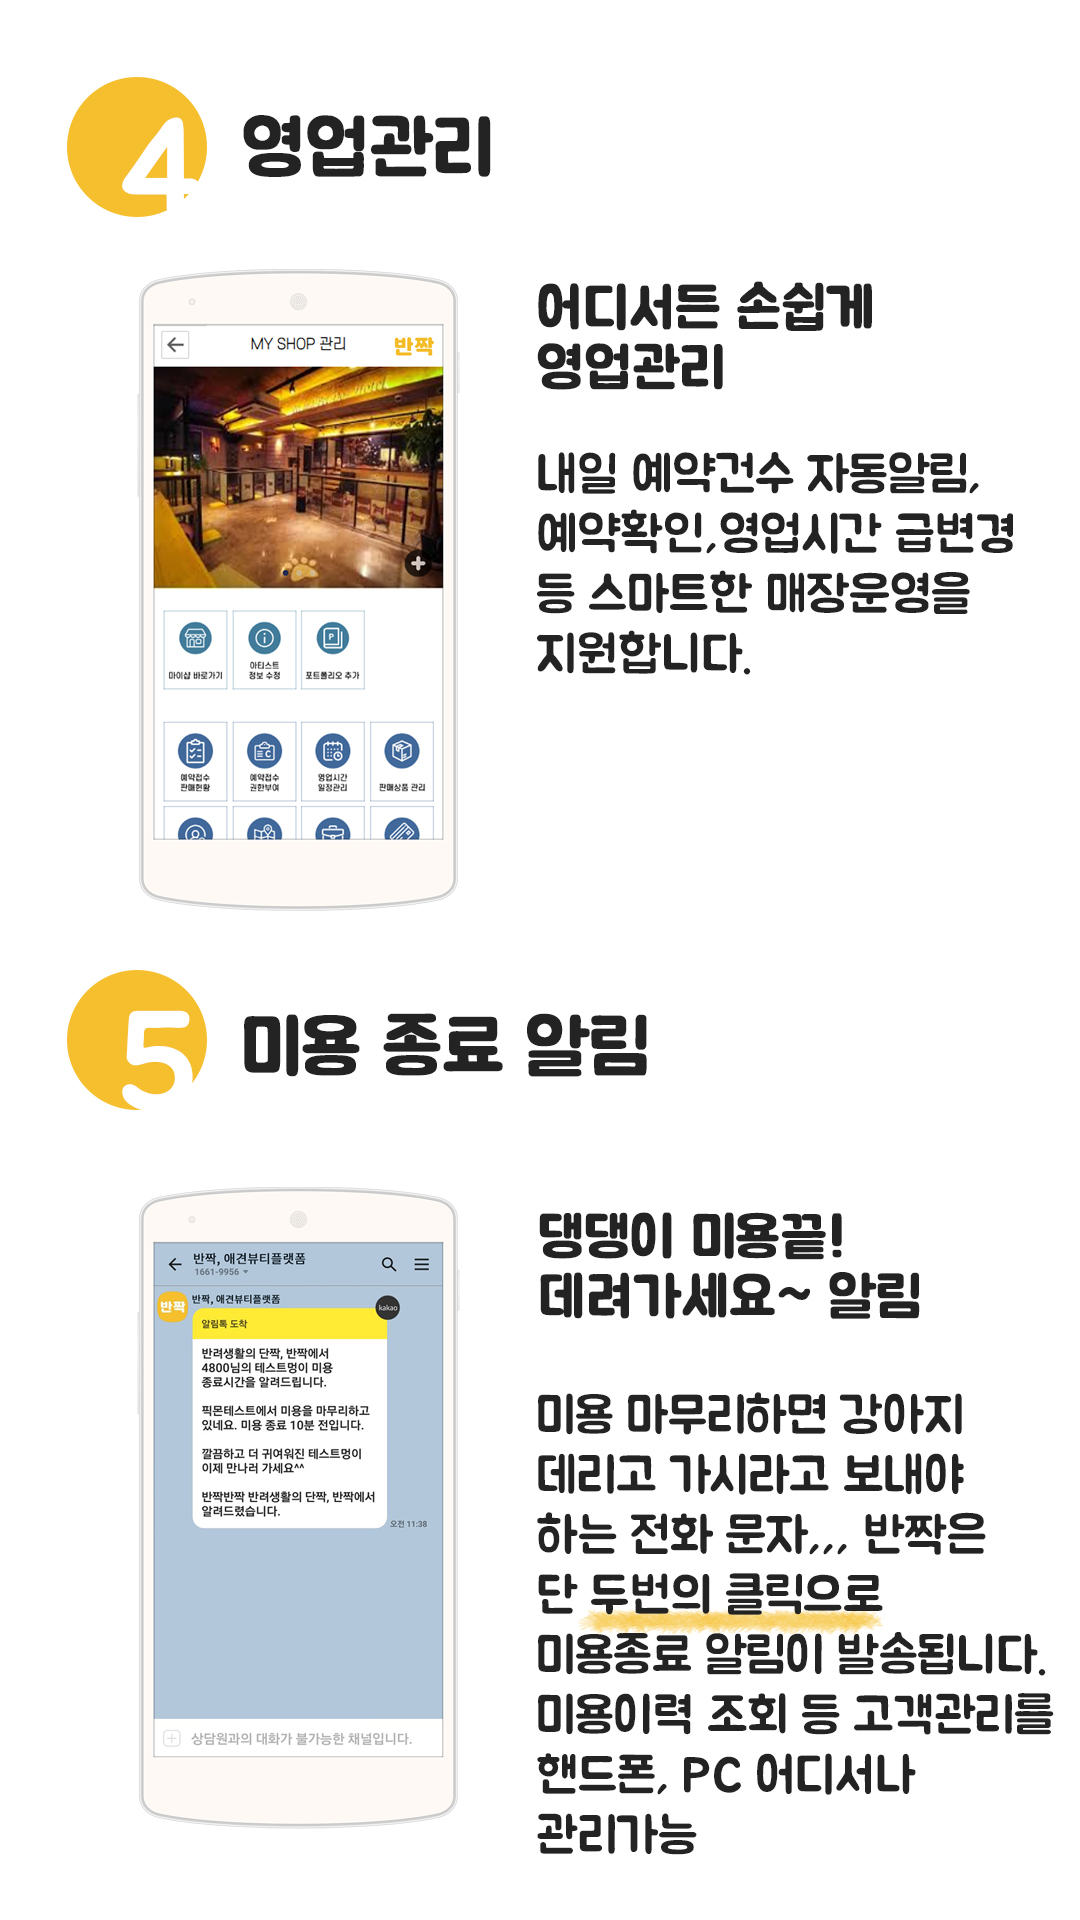 4
영업관리
MY SHOP 관리
반짝
마이샵 바로가기
아티스트
정보 수정
포트폴리오 추가
예약접수
판매현황
예약접수
권한부여
영업시간
일정관리
판매상품 관리
어디서든 손쉽게
영업관리
내일 예약건수 자동알림,
예약확인,영업시간 급변경
등 스마트한 매장운영을
지원합니다.
5
미용 종료 알림
반짝, 애견뷰티플랫폼
1661-9956
반짝
반짝, 애견뷰티플랫폼
kakao
알림톡 도착
반려생활의 단짝, 반짝에서
4800님의 테스트멍이 미용
종료시간을 알려드립니다.
픽몬테스트에서 미용을 마무리하고
있네요. 미용 종료 10분 전입니다.
깔끔하고 더 귀여워진 테스트멍이
이제 만나러 가세요^^
반짝반짝 반려생활의 단짝, 반짝에서
알려드렸습니다.
오전 11:38
상담원과의 대화가 불가능한 채널입니다.
댕댕이 미용끝!
데려가세요~ 알림
미용 마무리하면 강아지
데리고 가시라고 보내야
하는 전화 문자,,, 반짝은
단 두번의 클릭으로
미용종료 알림이 발송됩니다.
미용이력 조회 등 고객관리를
핸드폰, PC 어디서나
관리가능